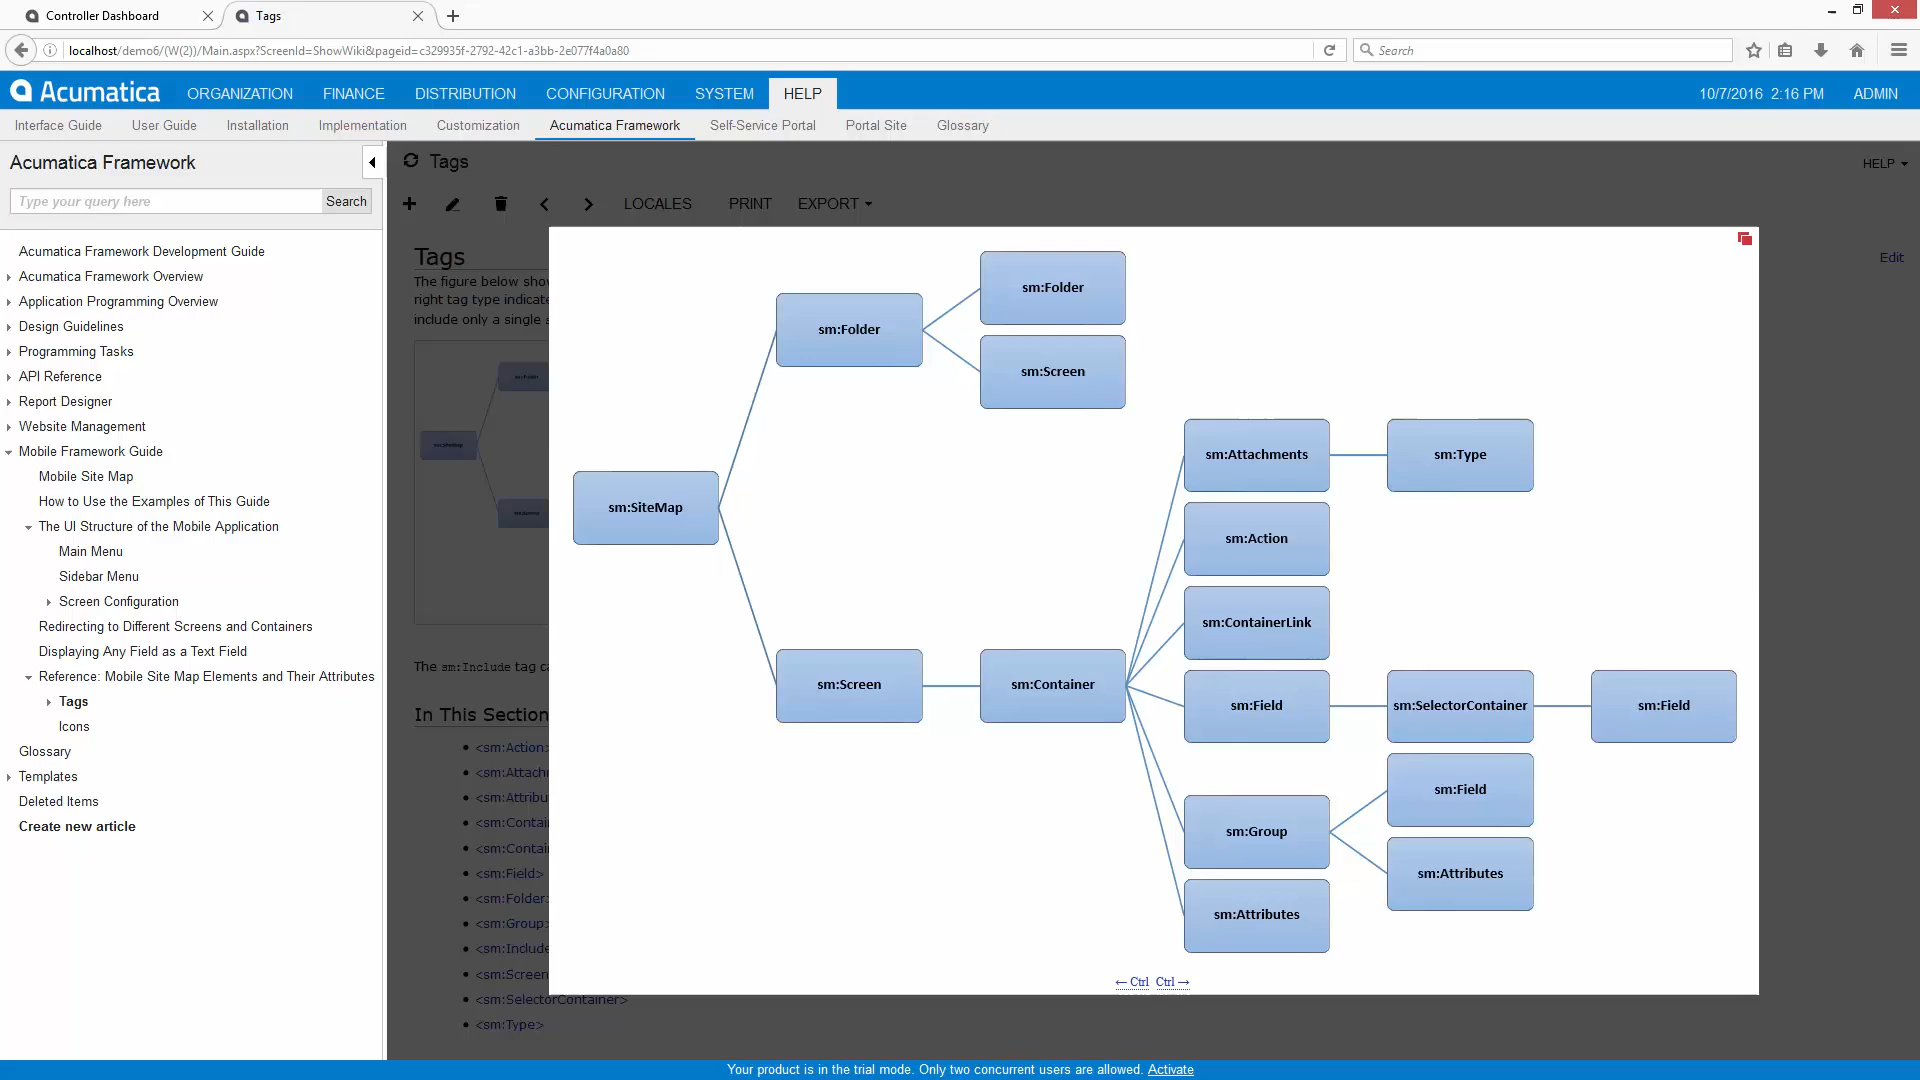 Controller Dashboard
Tags
localhost/demo6/(W(2))/Main.aspx?ScreenId=ShowWiki&pageid=c329935f-2792-42c1-a3bb-2e077f4a0a80
Search
Acumatica
ORGANIZATION
FINANCE
DISTRIBUTION
CONFIGURATION
SYSTEM
HELP
10/7/2016 2:16 PM
ADMIN
Interface Guide
User Guide
Installation
Implementation
Customization
Acumatica Framework
Self-Service Portal
Portal Site
Glossary
Acumatica Framework
Type your query here
Search
Acumatica Framework Development Guide
Acumatica Framework Overview
Application Programming Overview
Design Guidelines
Programming Tasks
API Reference
Report Designer
Website Management
Mobile Framework Guide
Mobile Site Map
How to Use the Examples of This Guide
The UI Structure of the Mobile Application
Main Menu
Sidebar Menu
Screen Configuration
Redirecting to Different Screens and Containers
Displaying Any Field as a Text Field
Reference: Mobile Site Map Elements and Their Attributes
Tags
Icons
Glossary
Templates
Deleted Items
Create new article
Tags
HELP
LOCALES
PRINT
EXPORT
Tags
Edit
The figure below show
right tag type indicate
include only a single
The sm:Include tag ca
In This Section
<sm:Action>
<sm:Attachm
<sm:Attribu
<sm:Contai
<sm:Contai
<sm:Field>
<sm:Folder
<sm:Group>
<sm:Include
<sm:Screen
<sm:SelectorContainer>
<sm:Type>
sm:Folder
sm:Folder
sm:Screen
sm:Attachments
sm:Type
sm:SiteMap
sm:Action
sm:ContainerLink
sm:Screen
sm:Container
sm:Field
sm:SelectorContainer
sm:Field
sm:Field
sm:Group
sm:Attributes
sm:Attributes
← Ctrl Ctrl →
Your product is in the trial mode. Only two concurrent users are allowed. Activate